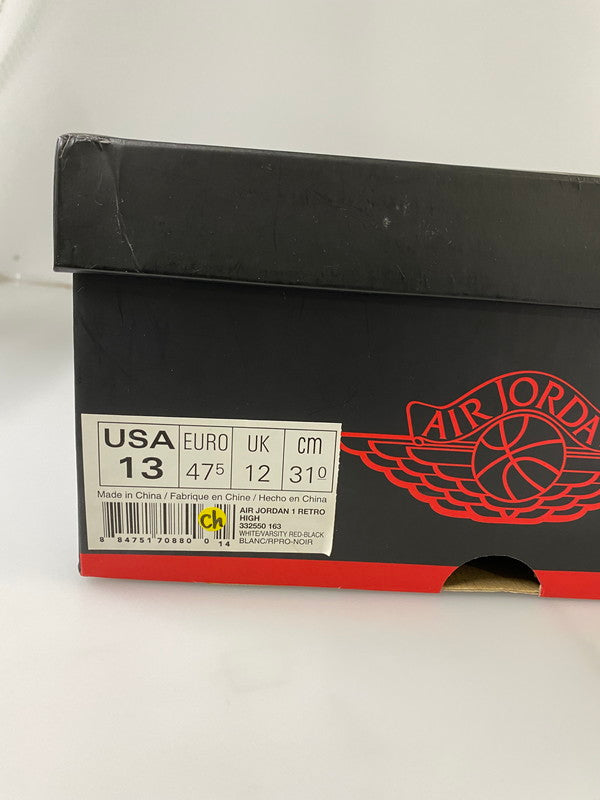 AIR JORDA
USA EURO UK cm
13 47⁵ 12 31⁰
Made in China / Fabrique en Chine / Hecho en China
Ch
AIR JORDAN 1 RETRO
HIGH
332550 163
WHITE/VARSITY RED-BLACK
BLANC/RPRO-NOIR
8 84751 70880 0 14